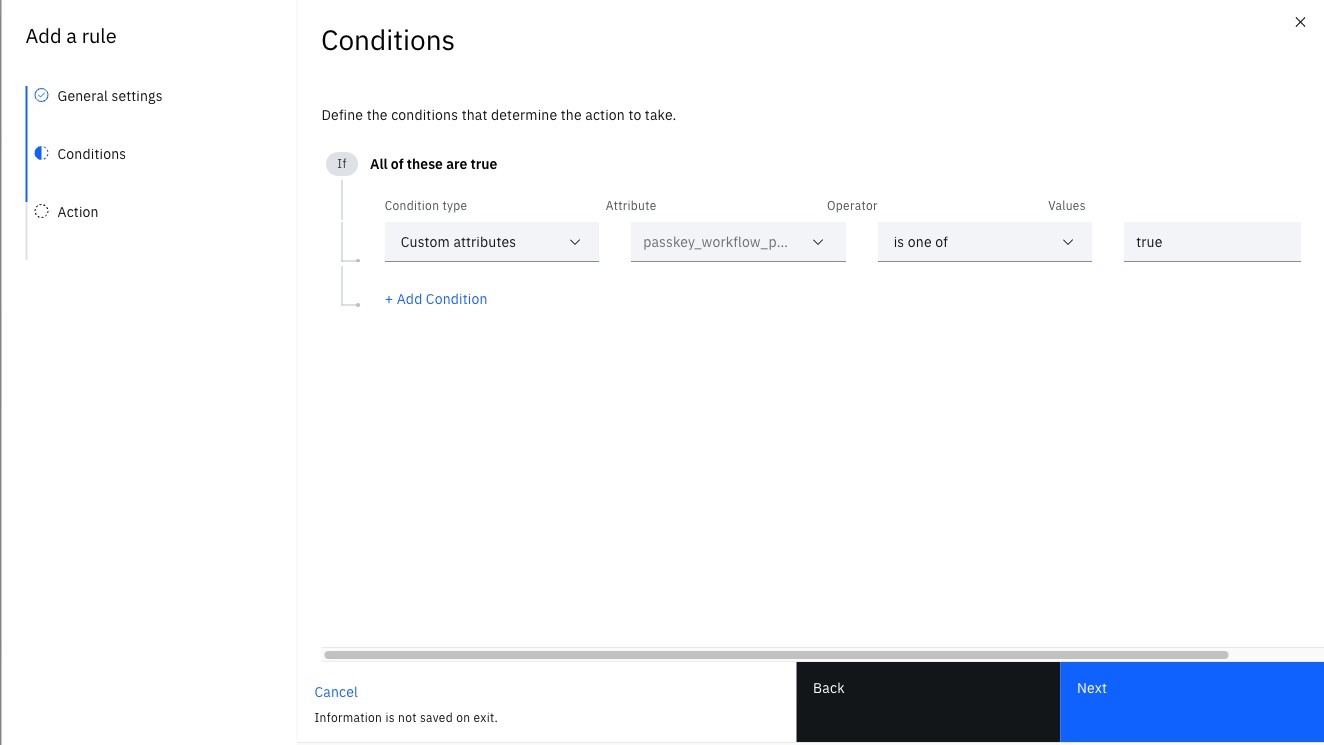 Add a rule
General settings
Conditions
Action
Conditions
Define the conditions that determine the action to take.
If All of these are true
Condition type Attribute Operator Values
Custom attributes passkey_workflow_p... is one of true
+ Add Condition
Cancel
Information is not saved on exit.
Back
Next